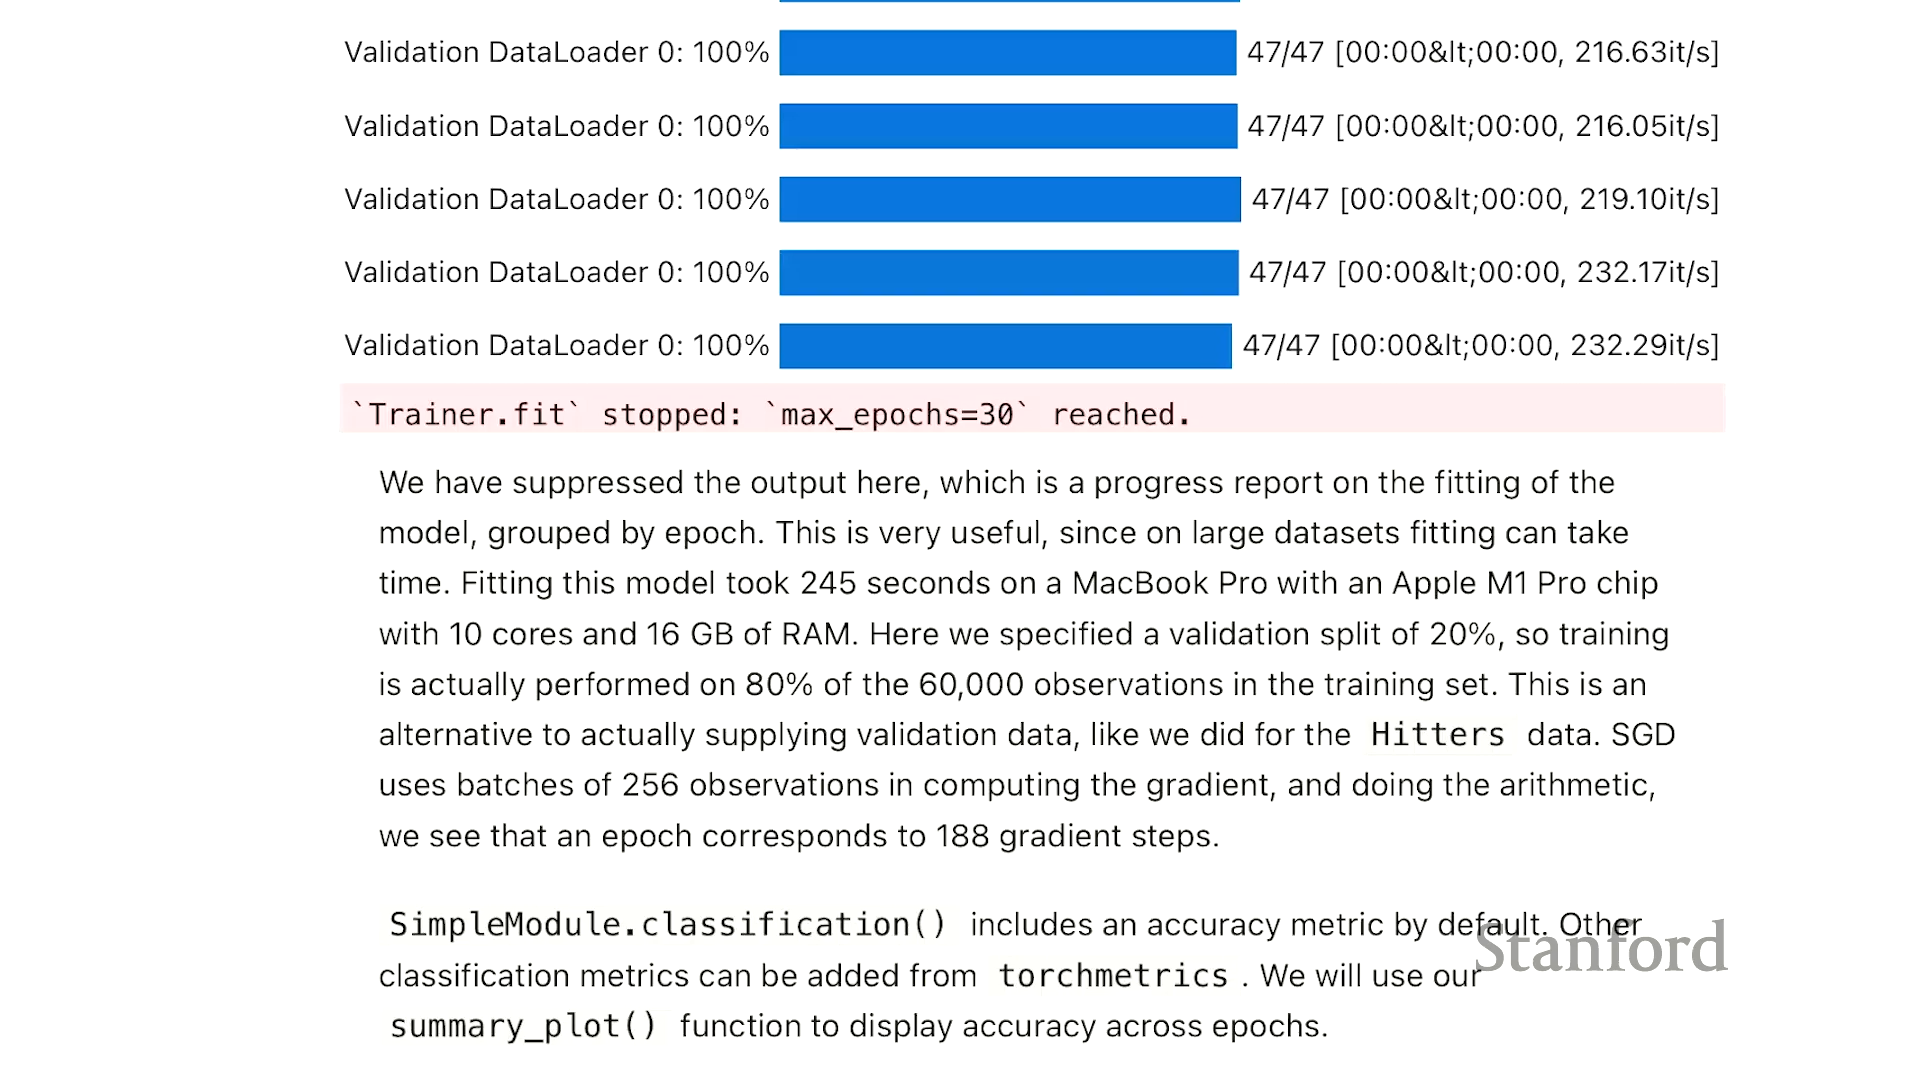 Validation DataLoader 0: 100% 47/47 [00:00&lt;00:00, 216.63it/s]
Validation DataLoader 0: 100% 47/47 [00:00&lt;00:00, 216.05it/s]
Validation DataLoader 0: 100% 47/47 [00:00&lt;00:00, 219.10it/s]
Validation DataLoader 0: 100% 47/47 [00:00&lt;00:00, 232.17it/s]
Validation DataLoader 0: 100% 47/47 [00:00&lt;00:00, 232.29it/s]
`Trainer.fit` stopped: `max_epochs=30` reached.
We have suppressed the output here, which is a progress report on the fitting of the
model, grouped by epoch. This is very useful, since on large datasets fitting can take
time. Fitting this model took 245 seconds on a MacBook Pro with an Apple M1 Pro chip
with 10 cores and 16 GB of RAM. Here we specified a validation split of 20%, so training
is actually performed on 80% of the 60,000 observations in the training set. This is an
alternative to actually supplying validation data, like we did for the Hitters data. SGD
uses batches of 256 observations in computing the gradient, and doing the arithmetic,
we see that an epoch corresponds to 188 gradient steps.
SimpleModule.classification() includes an accuracy metric by default. Other
classification metrics can be added from torchmetrics . We will use our
summary_plot() function to display accuracy across epochs.
Stanford